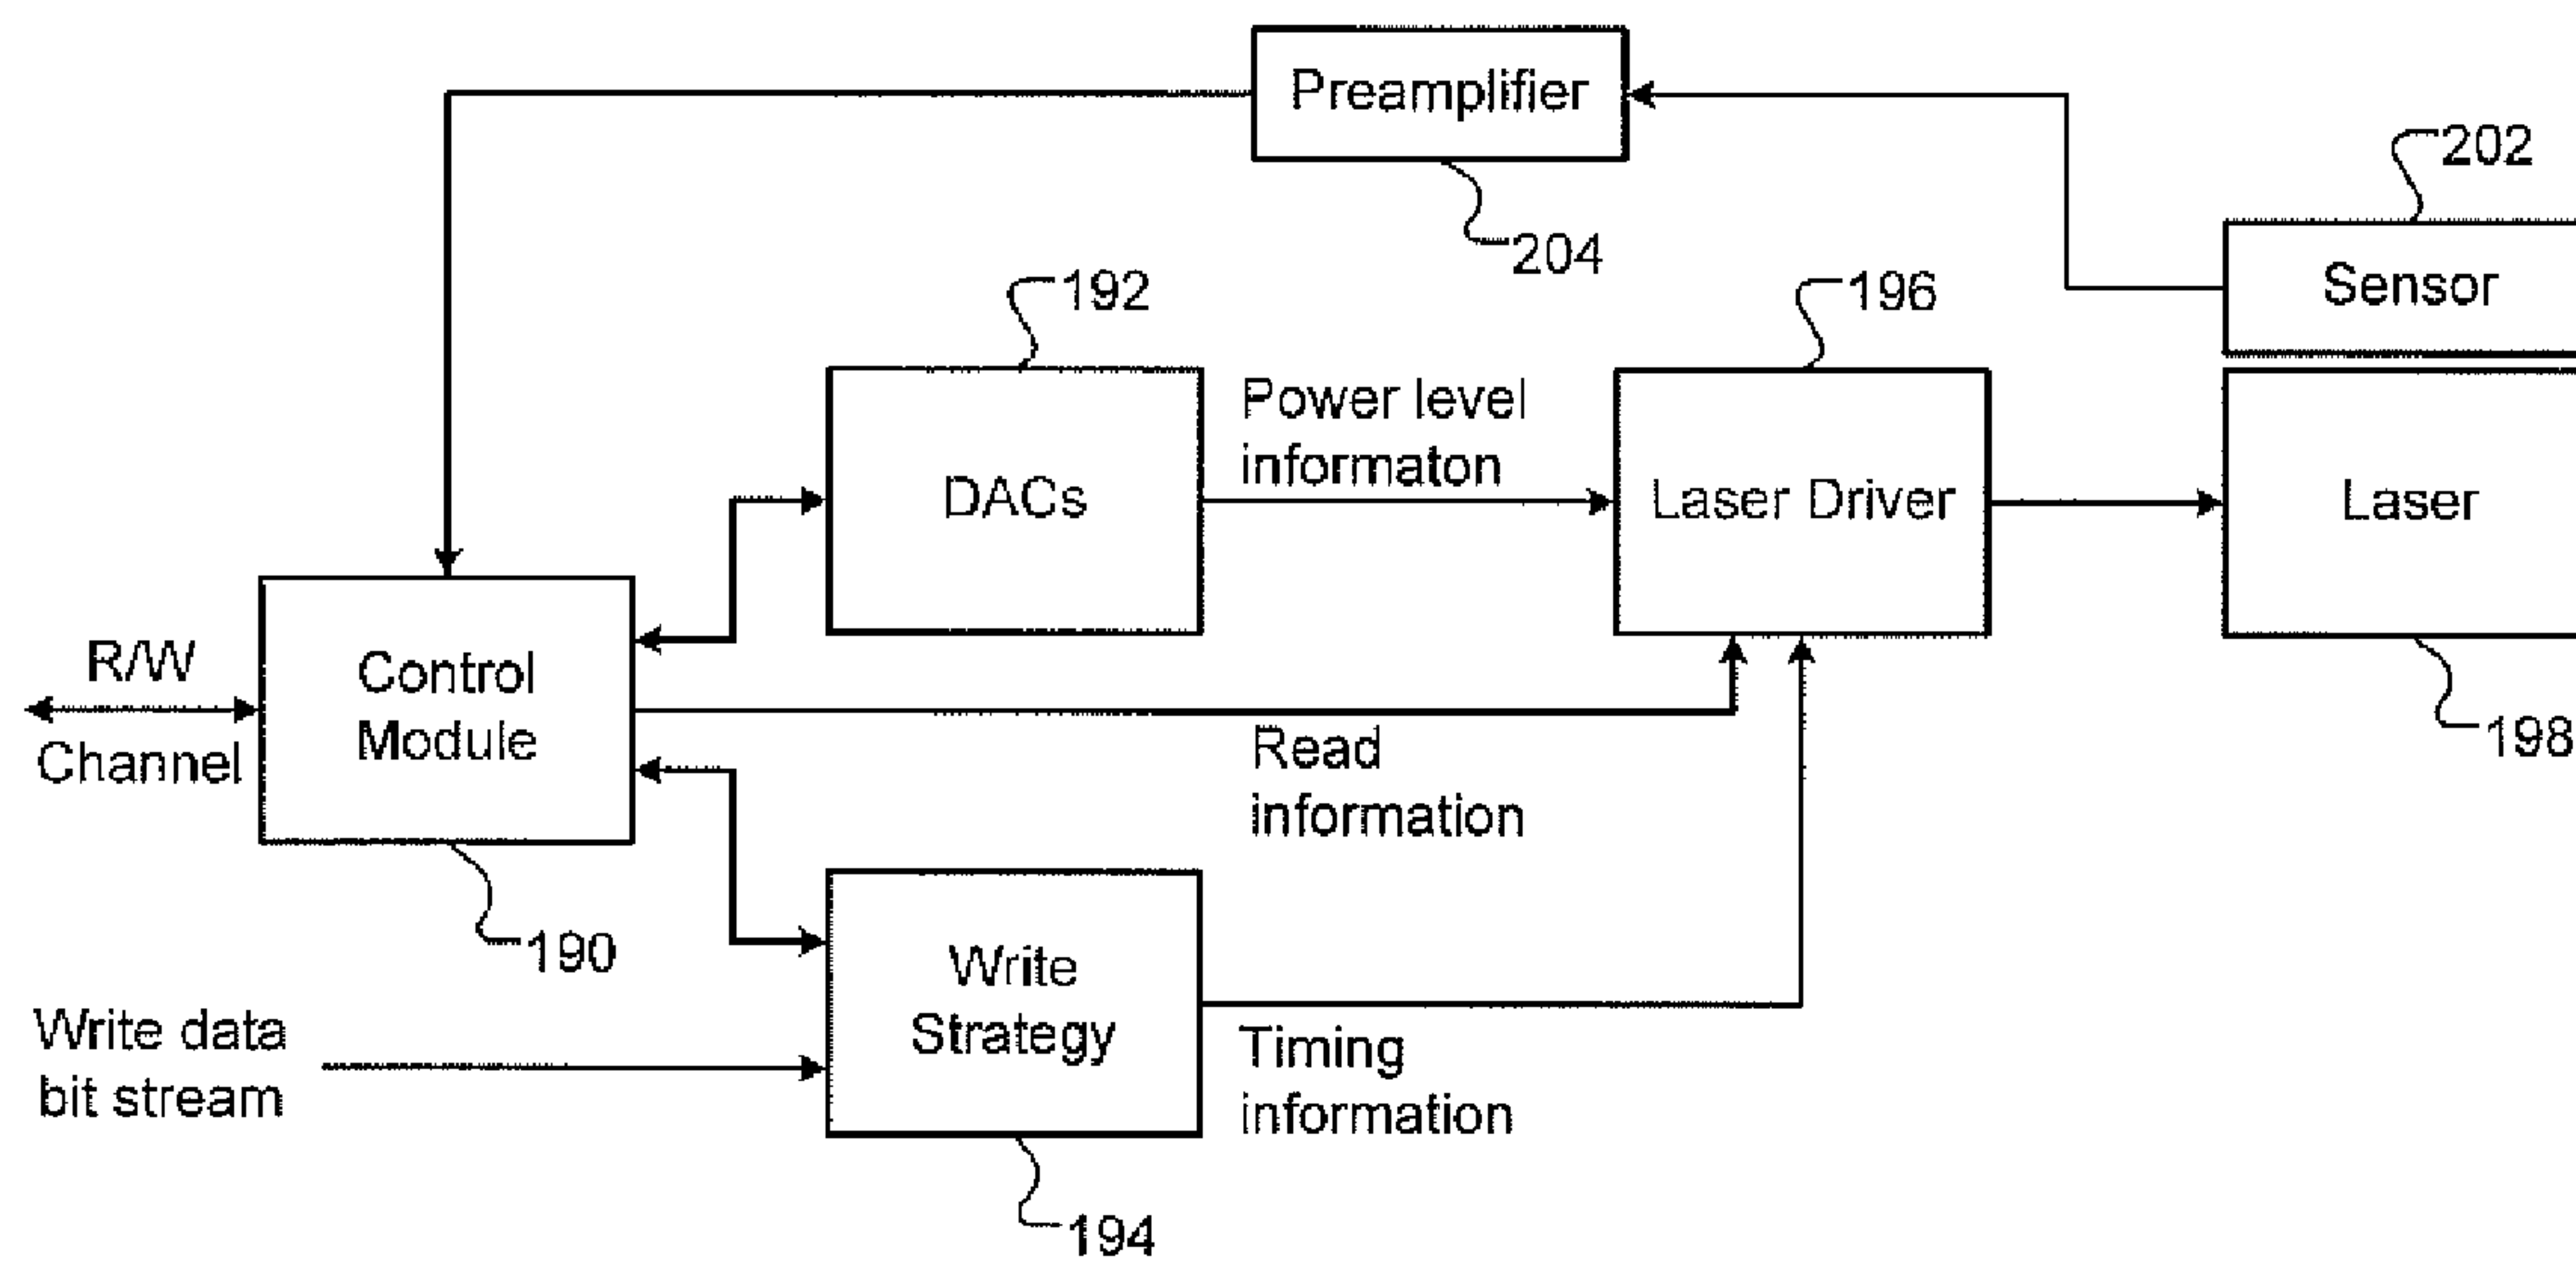 Preamplifier
202
204
Sensor
192
196
Power level
informaton
DACs
Laser Driver
Laser
R/W
Channel
Control
Module
Read
information
198
190
Write data
bit stream
Write
Strategy
Timing
information
194